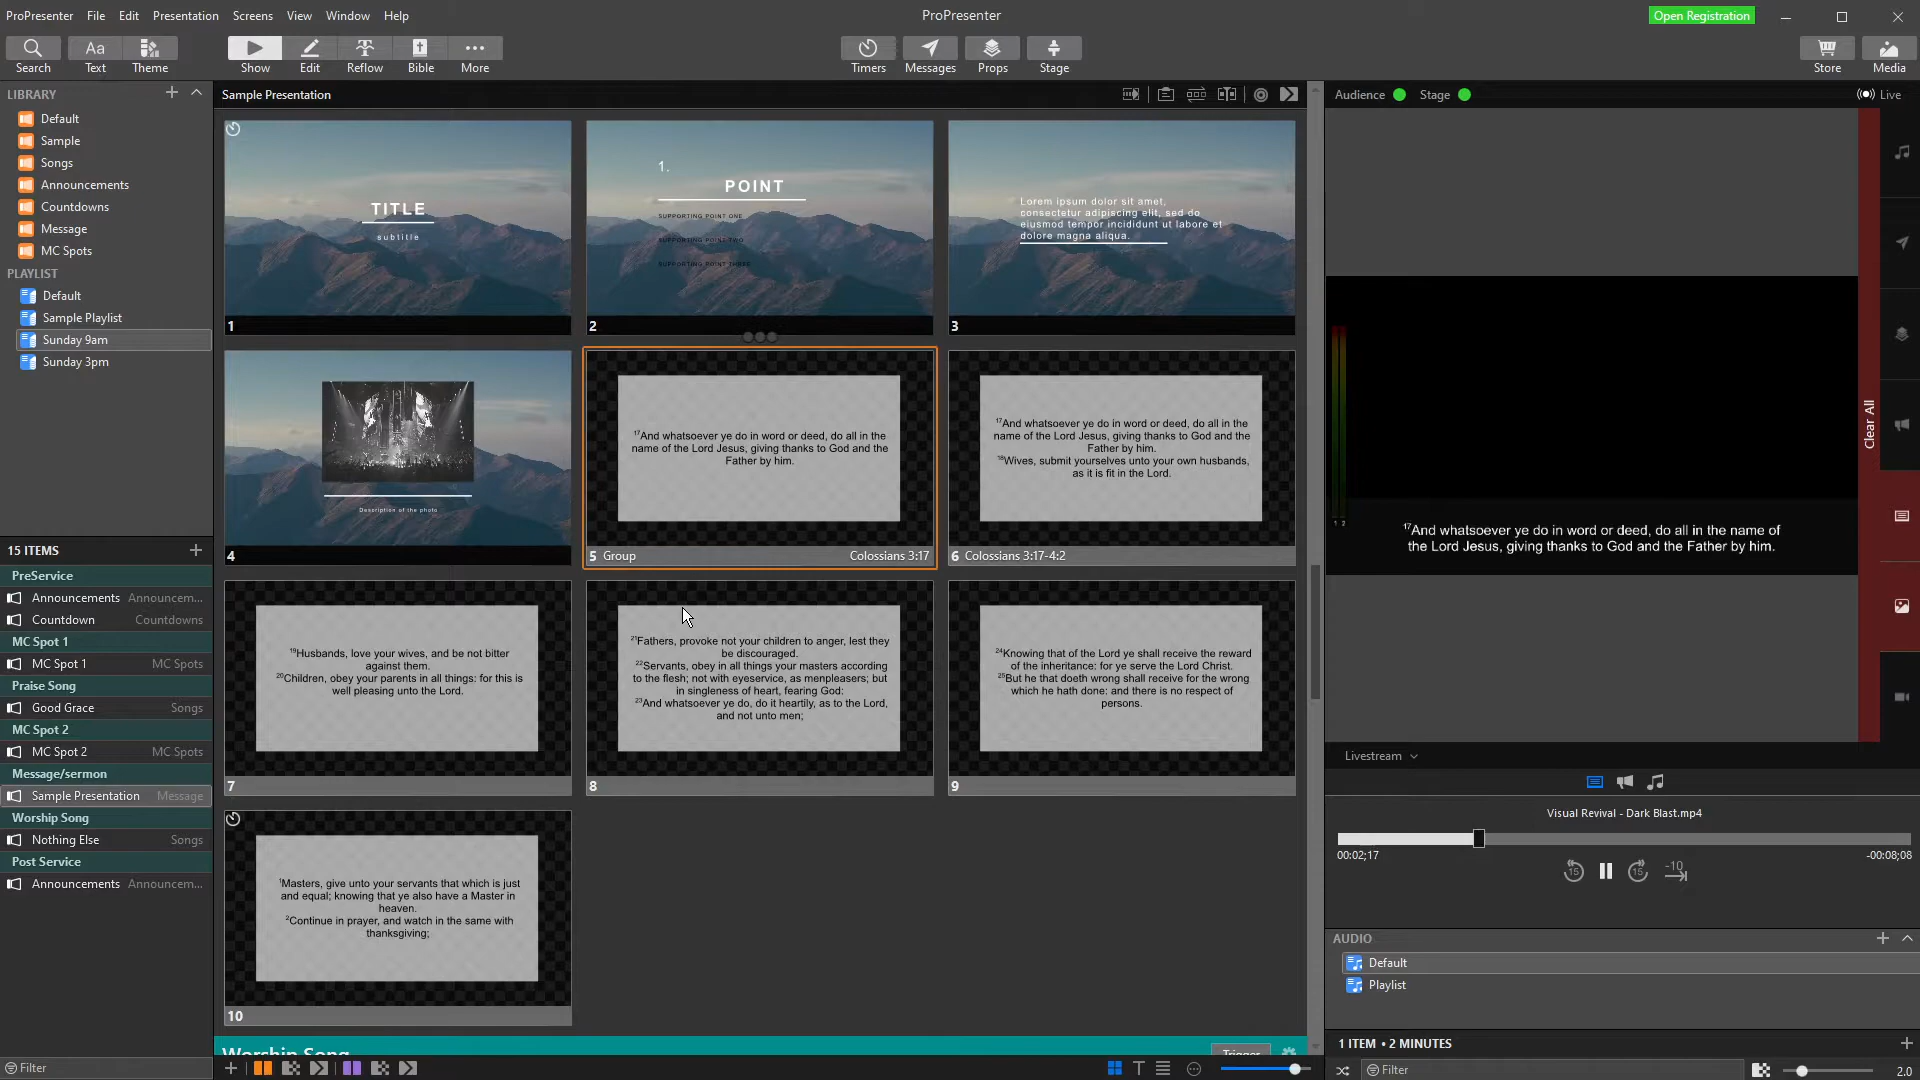 ProPresenter File Edit Presentation Screens View Window Help
ProPresenter
Open Registration
Search Text Theme Show Edit Reflow Bible More
Timers Messages Props Stage
Store Media
LIBRARY
Default
Sample
Songs
Announcements
Countdowns
Message
MC Spots
PLAYLIST
Default
Sample Playlist
Sunday 9am
Sunday 3pm
15 ITEMS
PreService
Announcements Announcem...
Countdown Countdowns
MC Spot 1
MC Spot 1 MC Spots
Praise Song
Good Grace Songs
MC Spot 2
MC Spot 2 MC Spots
Message/sermon
Sample Presentation Message
Worship Song
Nothing Else Songs
Post Service
Announcements Announcem...
Filter
Sample Presentation
TITLE
subtitle
1
1.
POINT
SUPPORTING POINT ONE
SUPPORTING POINT TWO
SUPPORTING POINT THREE
2
Lorem ipsum dolor sit amet,
consectetur adipiscing elit, sed do
eiusmod tempor incididunt ut labore et
dolore magna aliqua.
3
Description of the photo
4
17And whatsoever ye do in word or deed, do all in the
name of the Lord Jesus, giving thanks to God and the
Father by him.
5 Group Colossians 3:17
17And whatsoever ye do in word or deed, do all in the
name of the Lord Jesus, giving thanks to God and the
Father by him.
18Wives, submit yourselves unto your own husbands,
as it is fit in the Lord.
6 Colossians 3:17-4:2
19Husbands, love your wives, and be not bitter
against them.
20Children, obey your parents in all things: for this is
well pleasing unto the Lord.
7
21Fathers, provoke not your children to anger, lest they
be discouraged.
22Servants, obey in all things your masters according
to the flesh; not with eyeservice, as menpleasers; but
in singleness of heart, fearing God:
23And whatsoever ye do, do it heartily, as to the Lord,
and not unto men;
8
24Knowing that of the Lord ye shall receive the reward
of the inheritance: for ye serve the Lord Christ.
25But he that doeth wrong shall receive for the wrong
which he hath done: and there is no respect of
persons.
9
1Masters, give unto your servants that which is just
and equal; knowing that ye also have a Master in
heaven.
2Continue in prayer, and watch in the same with
thanksgiving;
10
Worship Song
Trigger
Audience Stage Live
1 2
17And whatsoever ye do in word or deed, do all in the name of
the Lord Jesus, giving thanks to God and the Father by him.
Clear All
Livestream
Visual Revival - Dark Blast.mp4
00:02;17 -00:08;08
15 15 -10
AUDIO
Default
Playlist
1 ITEM • 2 MINUTES
Filter 2.0